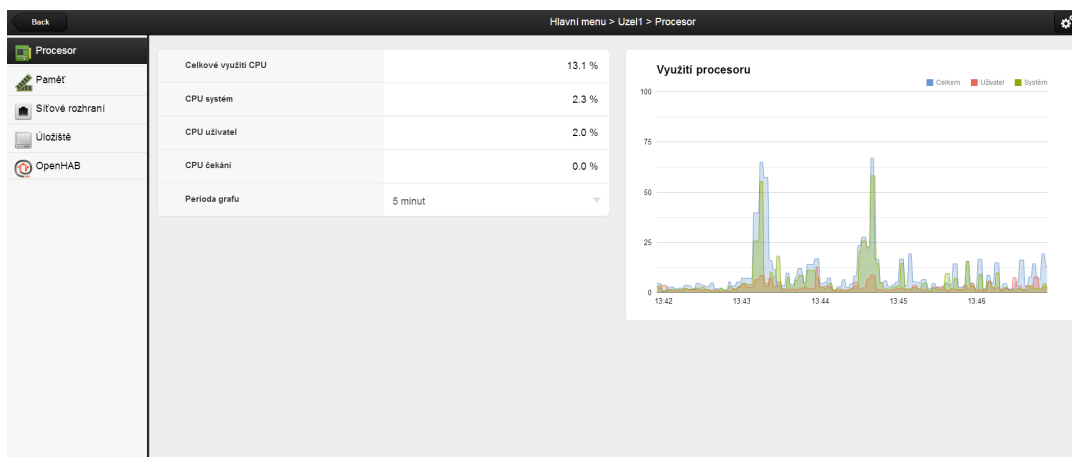 Back
Hlavní menu > Uzel1 > Procesor
Procesor
Paměť
Síťové rozhraní
Úložiště
OpenHAB
Celkové využití CPU 13.1 %
CPU systém 2.3 %
CPU uživatel 2.0 %
CPU čekání 0.0 %
Perioda grafu 5 minut
Využití procesoru
Celkem Uživatel Systém
100
75
50
25
0
13:42 13:43 13:44 13:45 13:46